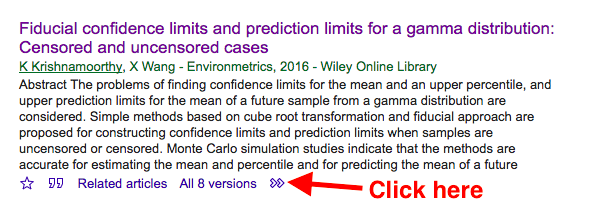 Fiducial confidence limits and prediction limits for a gamma distribution:
Censored and uncensored cases
K Krishnamoorthy, X Wang - Environmetrics, 2016 - Wiley Online Library
Abstract The problems of finding confidence limits for the mean and an upper percentile, and
upper prediction limits for the mean of a future sample from a gamma distribution are
considered. Simple methods based on cube root transformation and fiducial approach are
proposed for constructing confidence limits and prediction limits when samples are
uncensored or censored. Monte Carlo simulation studies indicate that the methods are
accurate for estimating the mean and percentile and for predicting the mean of a future
Related articles All 8 versions Click here